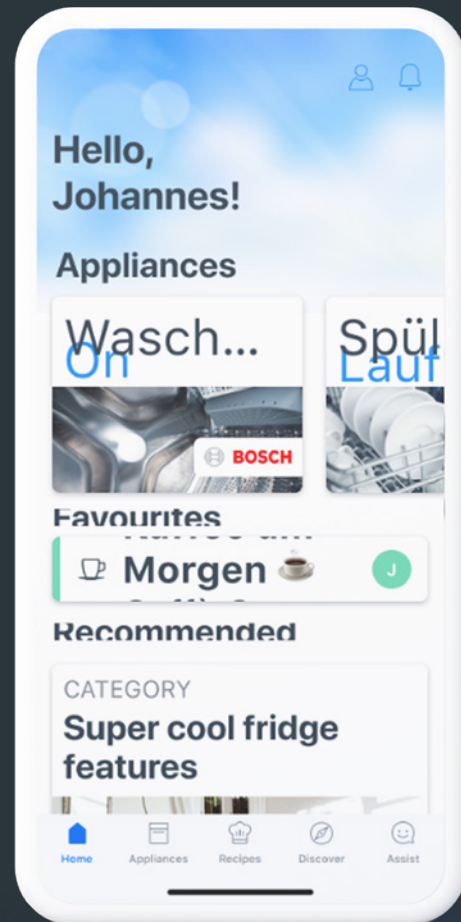 Hello,
Johannes!
Appliances
Wasch...
On
Spül
Lauf
BOSCH
Favourites
Morgen ☕
J
Recommended
CATEGORY
Super cool fridge
features
Home
Appliances
Recipes
Discover
Assist